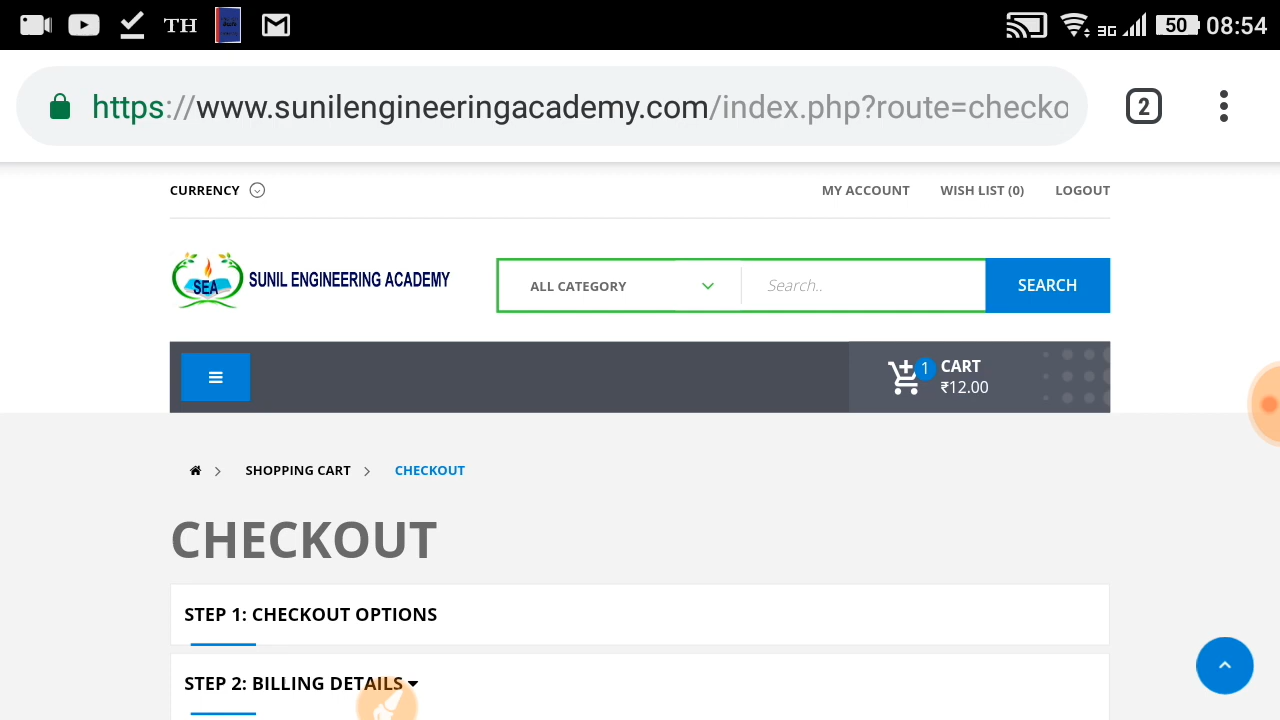 TH 3G 50 08:54
https://www.sunilengineeringacademy.com/index.php?route=checko 2
CURRENCY MY ACCOUNT WISH LIST (0) LOGOUT
SEA SUNIL ENGINEERING ACADEMY ALL CATEGORY Search.. SEARCH
1 CART
₹12.00
SHOPPING CART CHECKOUT
CHECKOUT
STEP 1: CHECKOUT OPTIONS
STEP 2: BILLING DETAILS